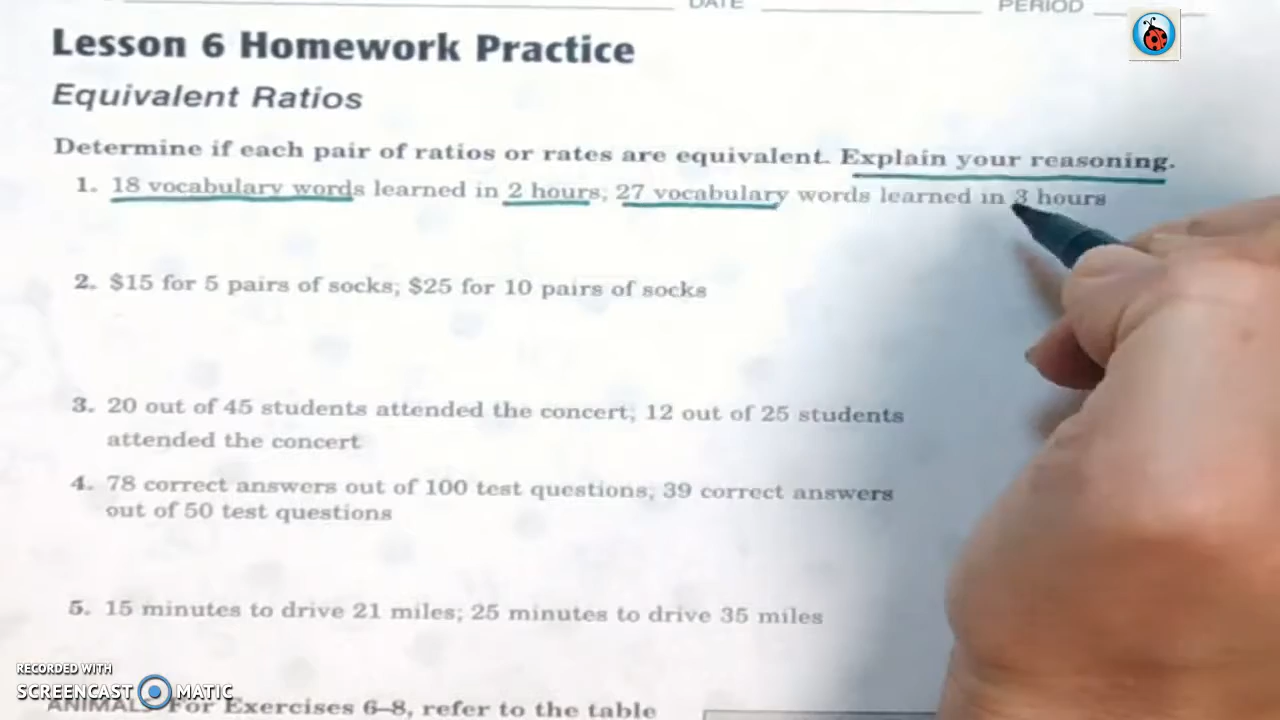 DATE PERIOD
Lesson 6 Homework Practice
Equivalent Ratios
Determine if each pair of ratios or rates are equivalent. Explain your reasoning.
1. 18 vocabulary words learned in 2 hours; 27 vocabulary words learned in 3 hours
2. $15 for 5 pairs of socks; $25 for 10 pairs of socks
3. 20 out of 45 students attended the concert; 12 out of 25 students
attended the concert
4. 78 correct answers out of 100 test questions; 39 correct answers
out of 50 test questions
5. 15 minutes to drive 21 miles; 25 minutes to drive 35 miles
RECORDED WITH
SCREENCAST MATIC
ANIMALS For Exercises 6–8, refer to the table